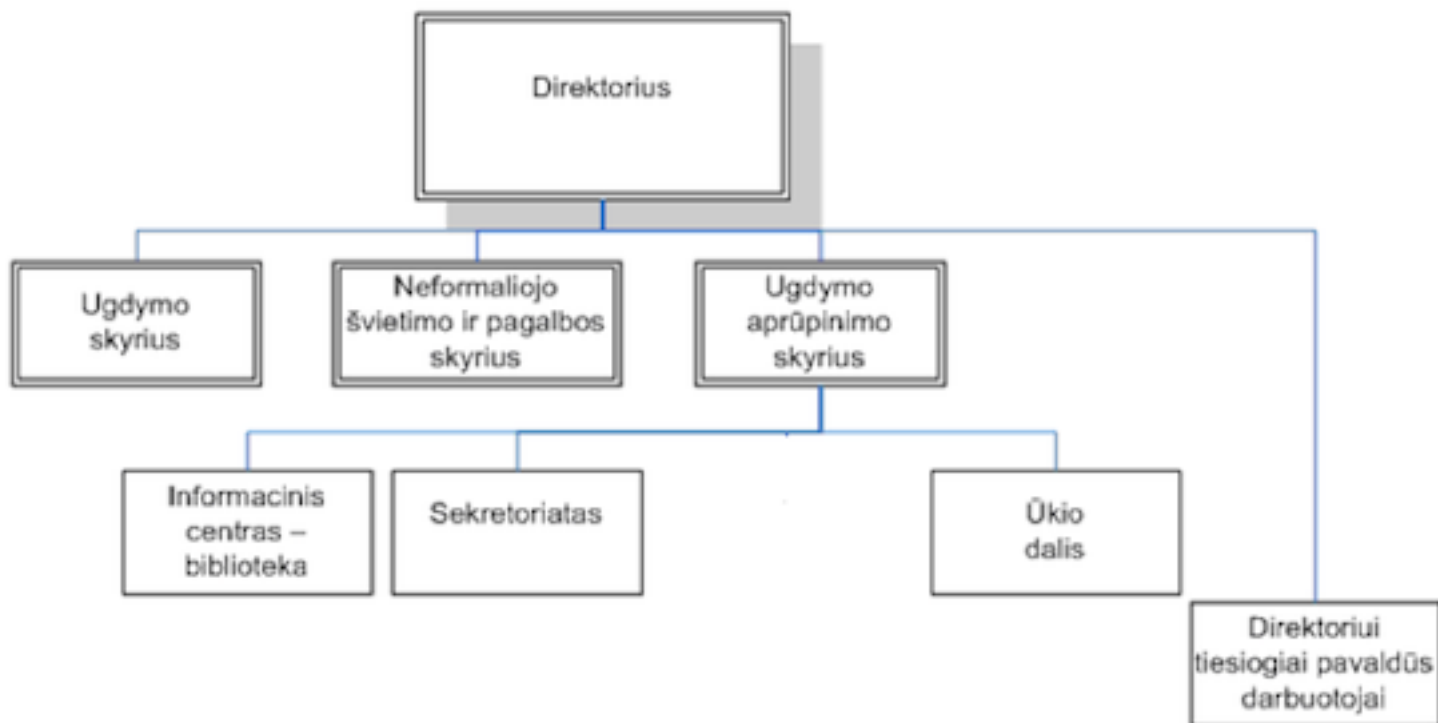 Direktorius
Ugdymo
skyrius
Neformaliojo
švietimo ir pagalbos
skyrius
Ugdymo
aprūpinimo
skyrius
Informacinis
centras –
biblioteka
Sekretoriatas
Ūkio
dalis
Direktoriui
tiesiogiai pavaldūs
darbuotojai